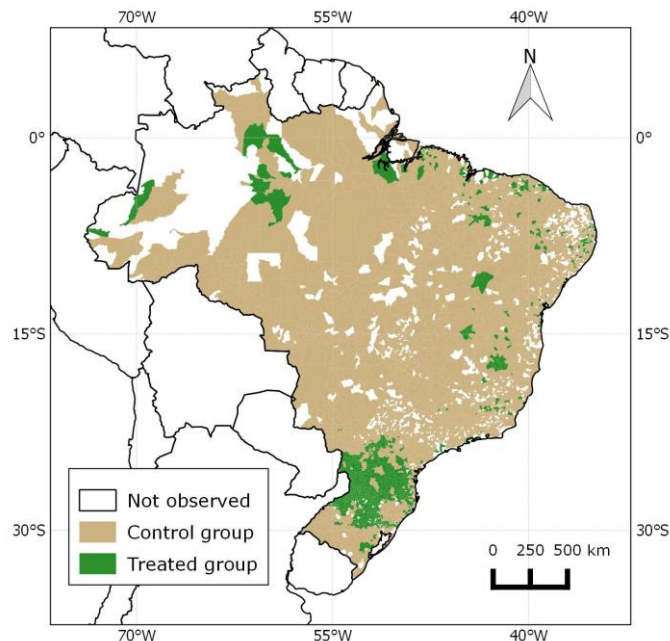 70°W 55°W 40°W
N
0° 0°
15°S 15°S
Not observed
Control group
Treated group
30°S 30°S
0 250 500 km
70°W 55°W 40°W